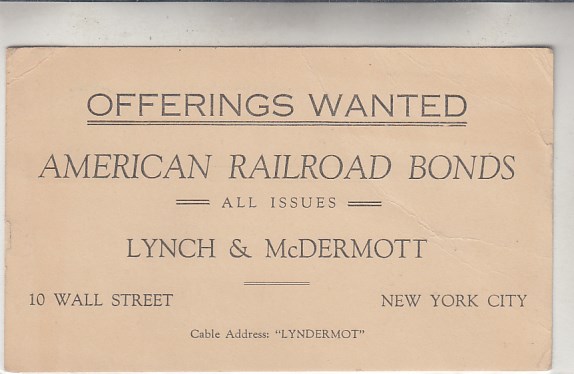 OFFERINGS WANTED
AMERICAN RAILROAD BONDS
ALL ISSUES
LYNCH & McDERMOTT
10 WALL STREET NEW YORK CITY
Cable Address: "LYNDERMOT"